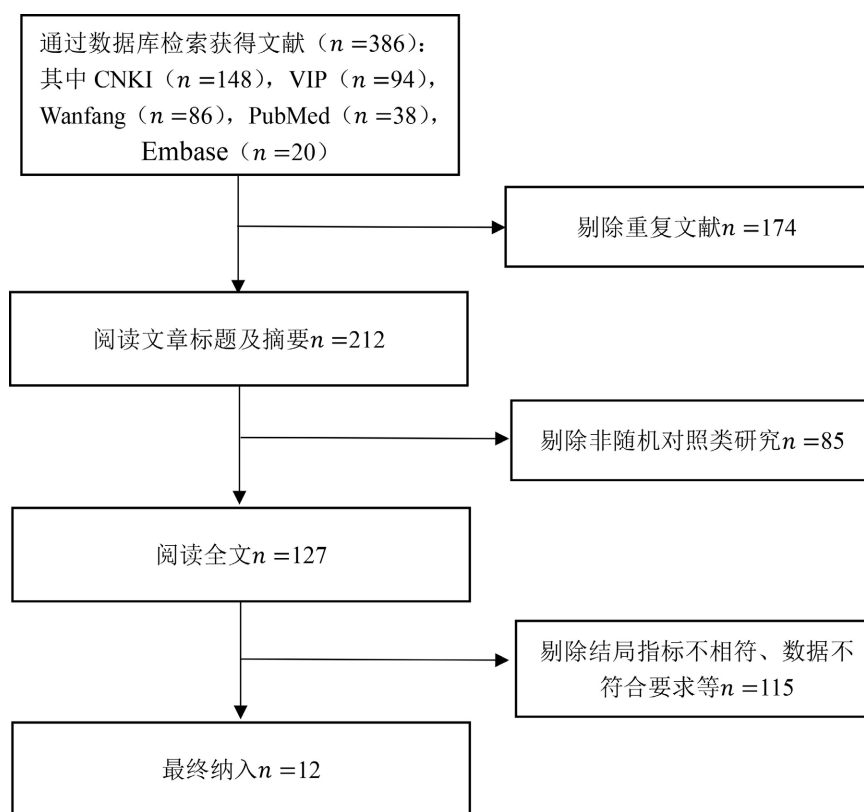 通过数据库检索获得文献（n=386）：
其中 CNKI（n=148），VIP（n=94），
Wanfang（n=86），PubMed（n=38），
Embase（n=20）
剔除重复文献n=174
阅读文章标题及摘要n=212
剔除非随机对照类研究n=85
阅读全文n=127
剔除结局指标不相符、数据不
符合要求等n=115
最终纳入n=12